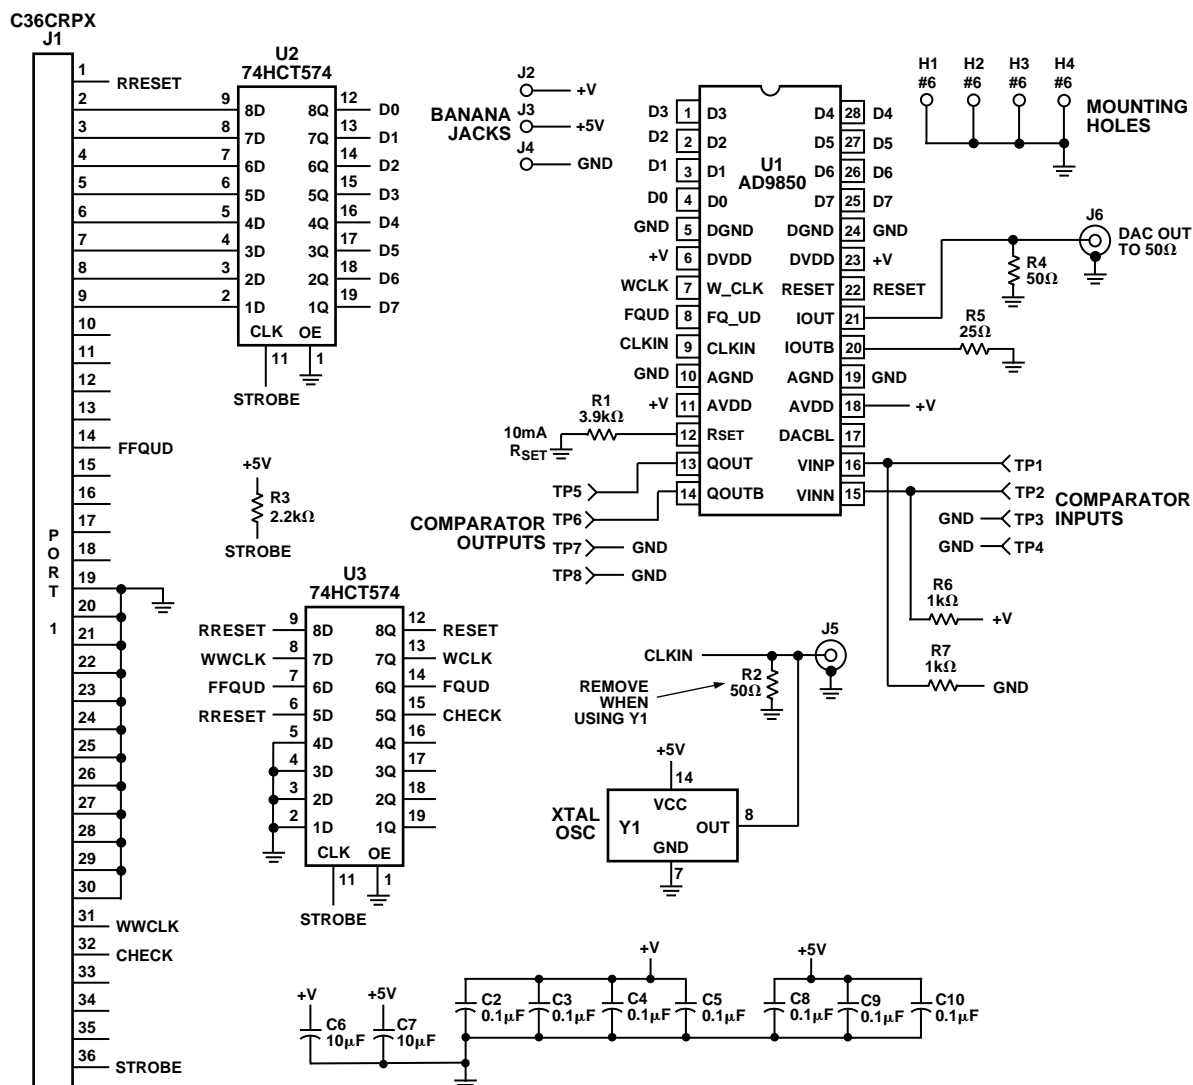 C36CRPX
J1
PORT 1
1 RRESET
2
3
4
5
6
7
8
9
10
11
12
13
14 FFQUD
15
16
17
18
19
20
21
22
23
24
25
26
27
28
29
30
31 WWCLK
32 CHECK
33
34
35
36 STROBE
U2
74HCT574
9 8D 8Q 12 D0
8 7D 7Q 13 D1
7 6D 6Q 14 D2
6 5D 5Q 15 D3
5 4D 4Q 16 D4
4 3D 3Q 17 D5
3 2D 2Q 18 D6
2 1D 1Q 19 D7
CLK OE
11 1
STROBE
+5V
R3
2.2kΩ
STROBE
U3
74HCT574
RRESET 9 8D 8Q 12 RESET
WWCLK 8 7D 7Q 13 WCLK
FFQUD 7 6D 6Q 14 FQUD
RRESET 6 5D 5Q 15 CHECK
5 4D 4Q 16
4 3D 3Q 17
3 2D 2Q 18
2 1D 1Q 19
CLK OE
11 1
STROBE
BANANA
JACKS
J2 +V
J3 +5V
J4 GND
U1
AD9850
D3 1 D3 D4 28 D4
D2 2 D2 D5 27 D5
D1 3 D1 D6 26 D6
D0 4 D0 D7 25 D7
GND 5 DGND DGND 24 GND
+V 6 DVDD DVDD 23 +V
WCLK 7 W_CLK RESET 22 RESET
FQUD 8 FQ_UD IOUT 21
CLKIN 9 CLKIN IOUTB 20
GND 10 AGND AGND 19 GND
+V 11 AVDD AVDD 18 +V
12 RSET DACBL 17
13 QOUT VINP 16
14 QOUTB VINN 15
R1
3.9kΩ
10mA
RSET
TP5
TP6
TP7 GND
TP8 GND
COMPARATOR
OUTPUTS
H1
#6
H2
#6
H3
#6
H4
#6
MOUNTING
HOLES
J6
DAC OUT
TO 50Ω
R4
50Ω
R5
25Ω
TP1
TP2
GND TP3
GND TP4
COMPARATOR
INPUTS
R6
1kΩ
+V
R7
1kΩ
GND
CLKIN
J5
R2
50Ω
REMOVE
WHEN
USING Y1
+5V
14
XTAL
OSC
VCC
Y1
OUT
8
GND
7
+V
C6
10μF
+5V
C7
10μF
+V
C2
0.1μF
C3
0.1μF
C4
0.1μF
C5
0.1μF
+5V
C8
0.1μF
C9
0.1μF
C10
0.1μF